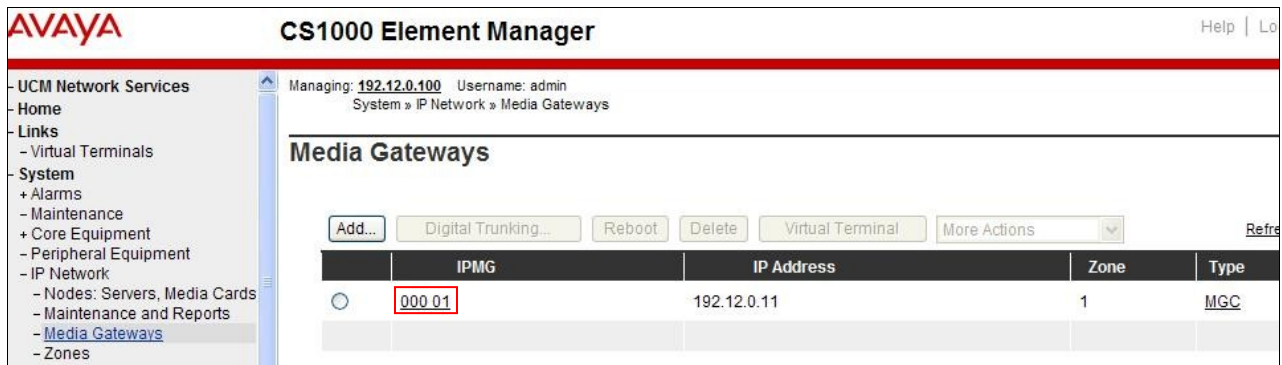 AVAYA
CS1000 Element Manager
Help | Lo
- UCM Network Services
- Home
- Links
- Virtual Terminals
- System
+ Alarms
- Maintenance
+ Core Equipment
- Peripheral Equipment
- IP Network
- Nodes: Servers, Media Cards
- Maintenance and Reports
- Media Gateways
- Zones
Managing: 192.12.0.100 Username: admin
System » IP Network » Media Gateways
Media Gateways
Add... Digital Trunking... Reboot Delete Virtual Terminal More Actions Refre
IPMG IP Address Zone Type
000 01 192.12.0.11 1 MGC